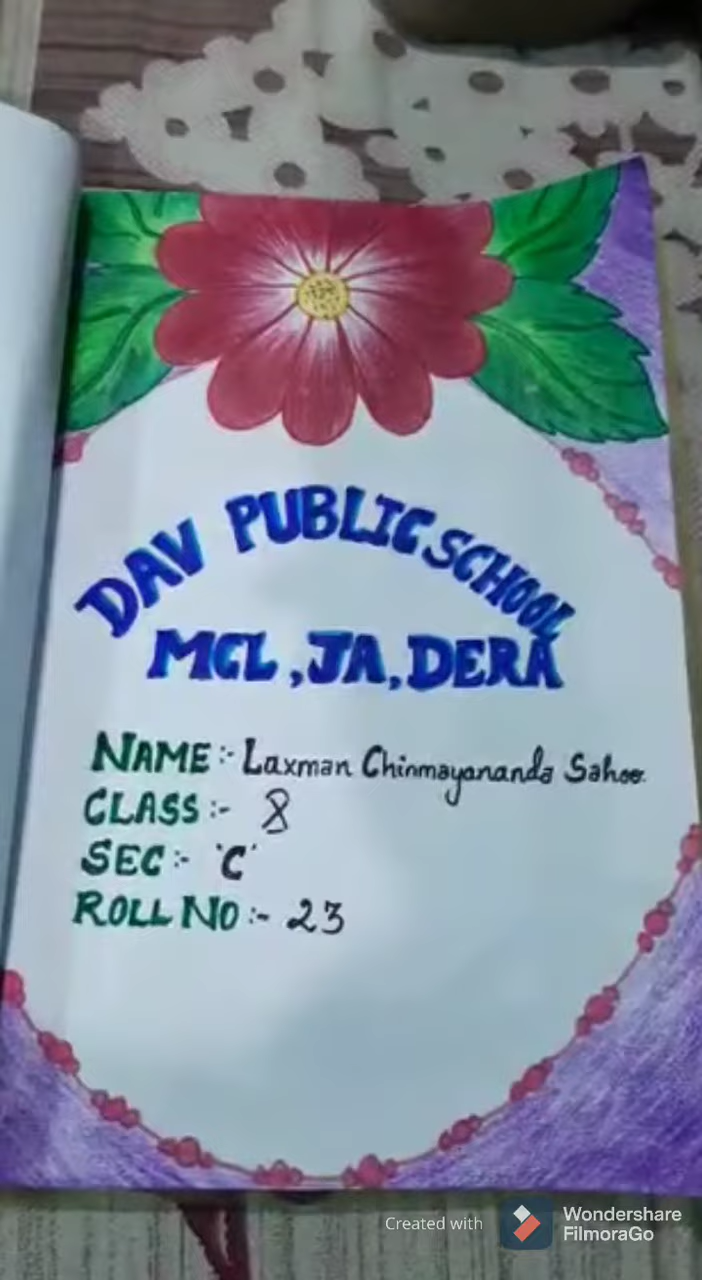 DAV PUBLIC SCHOOL
MCL, JA, DERA
NAME :- Laxman Chinmayananda Sahoo.
CLASS :- 8
SEC :- 'C'
ROLL NO :- 23
Created with Wondershare FilmoraGo